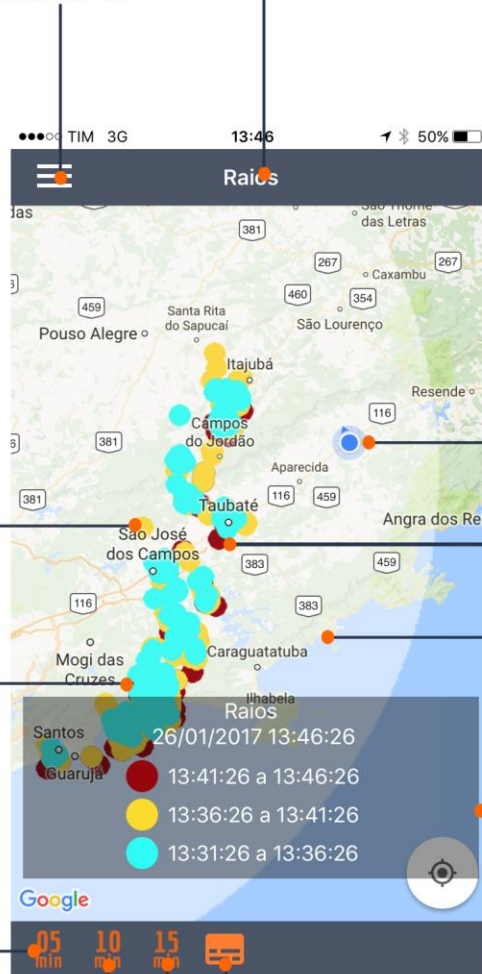 TIM 3G
13:46
50%
Raios
das Letras
381
267
267
Caxambu
460
354
459
Santa Rita
do Sapucaí
São Lourenço
Pouso Alegre
Itajubá
Resende
116
Campos
do Jordão
381
Aparecida
381
Taubaté
116
459
Angra dos Re
São José
dos Campos
383
459
116
383
Mogi das
Cruzes
Caraguatatuba
Ilhabela
Raios
26/01/2017 13:46:26
Santos
Guarujá
13:41:26 a 13:46:26
13:36:26 a 13:41:26
13:31:26 a 13:36:26
Google
05 10 15
min min min